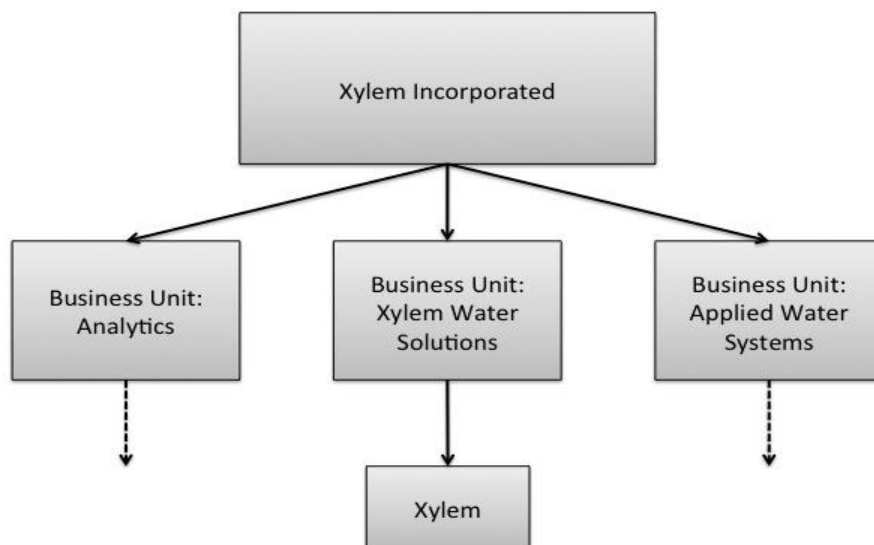 Xylem Incorporated
Business Unit:
Analytics
Business Unit:
Xylem Water
Solutions
Business Unit:
Applied Water
Systems
Xylem